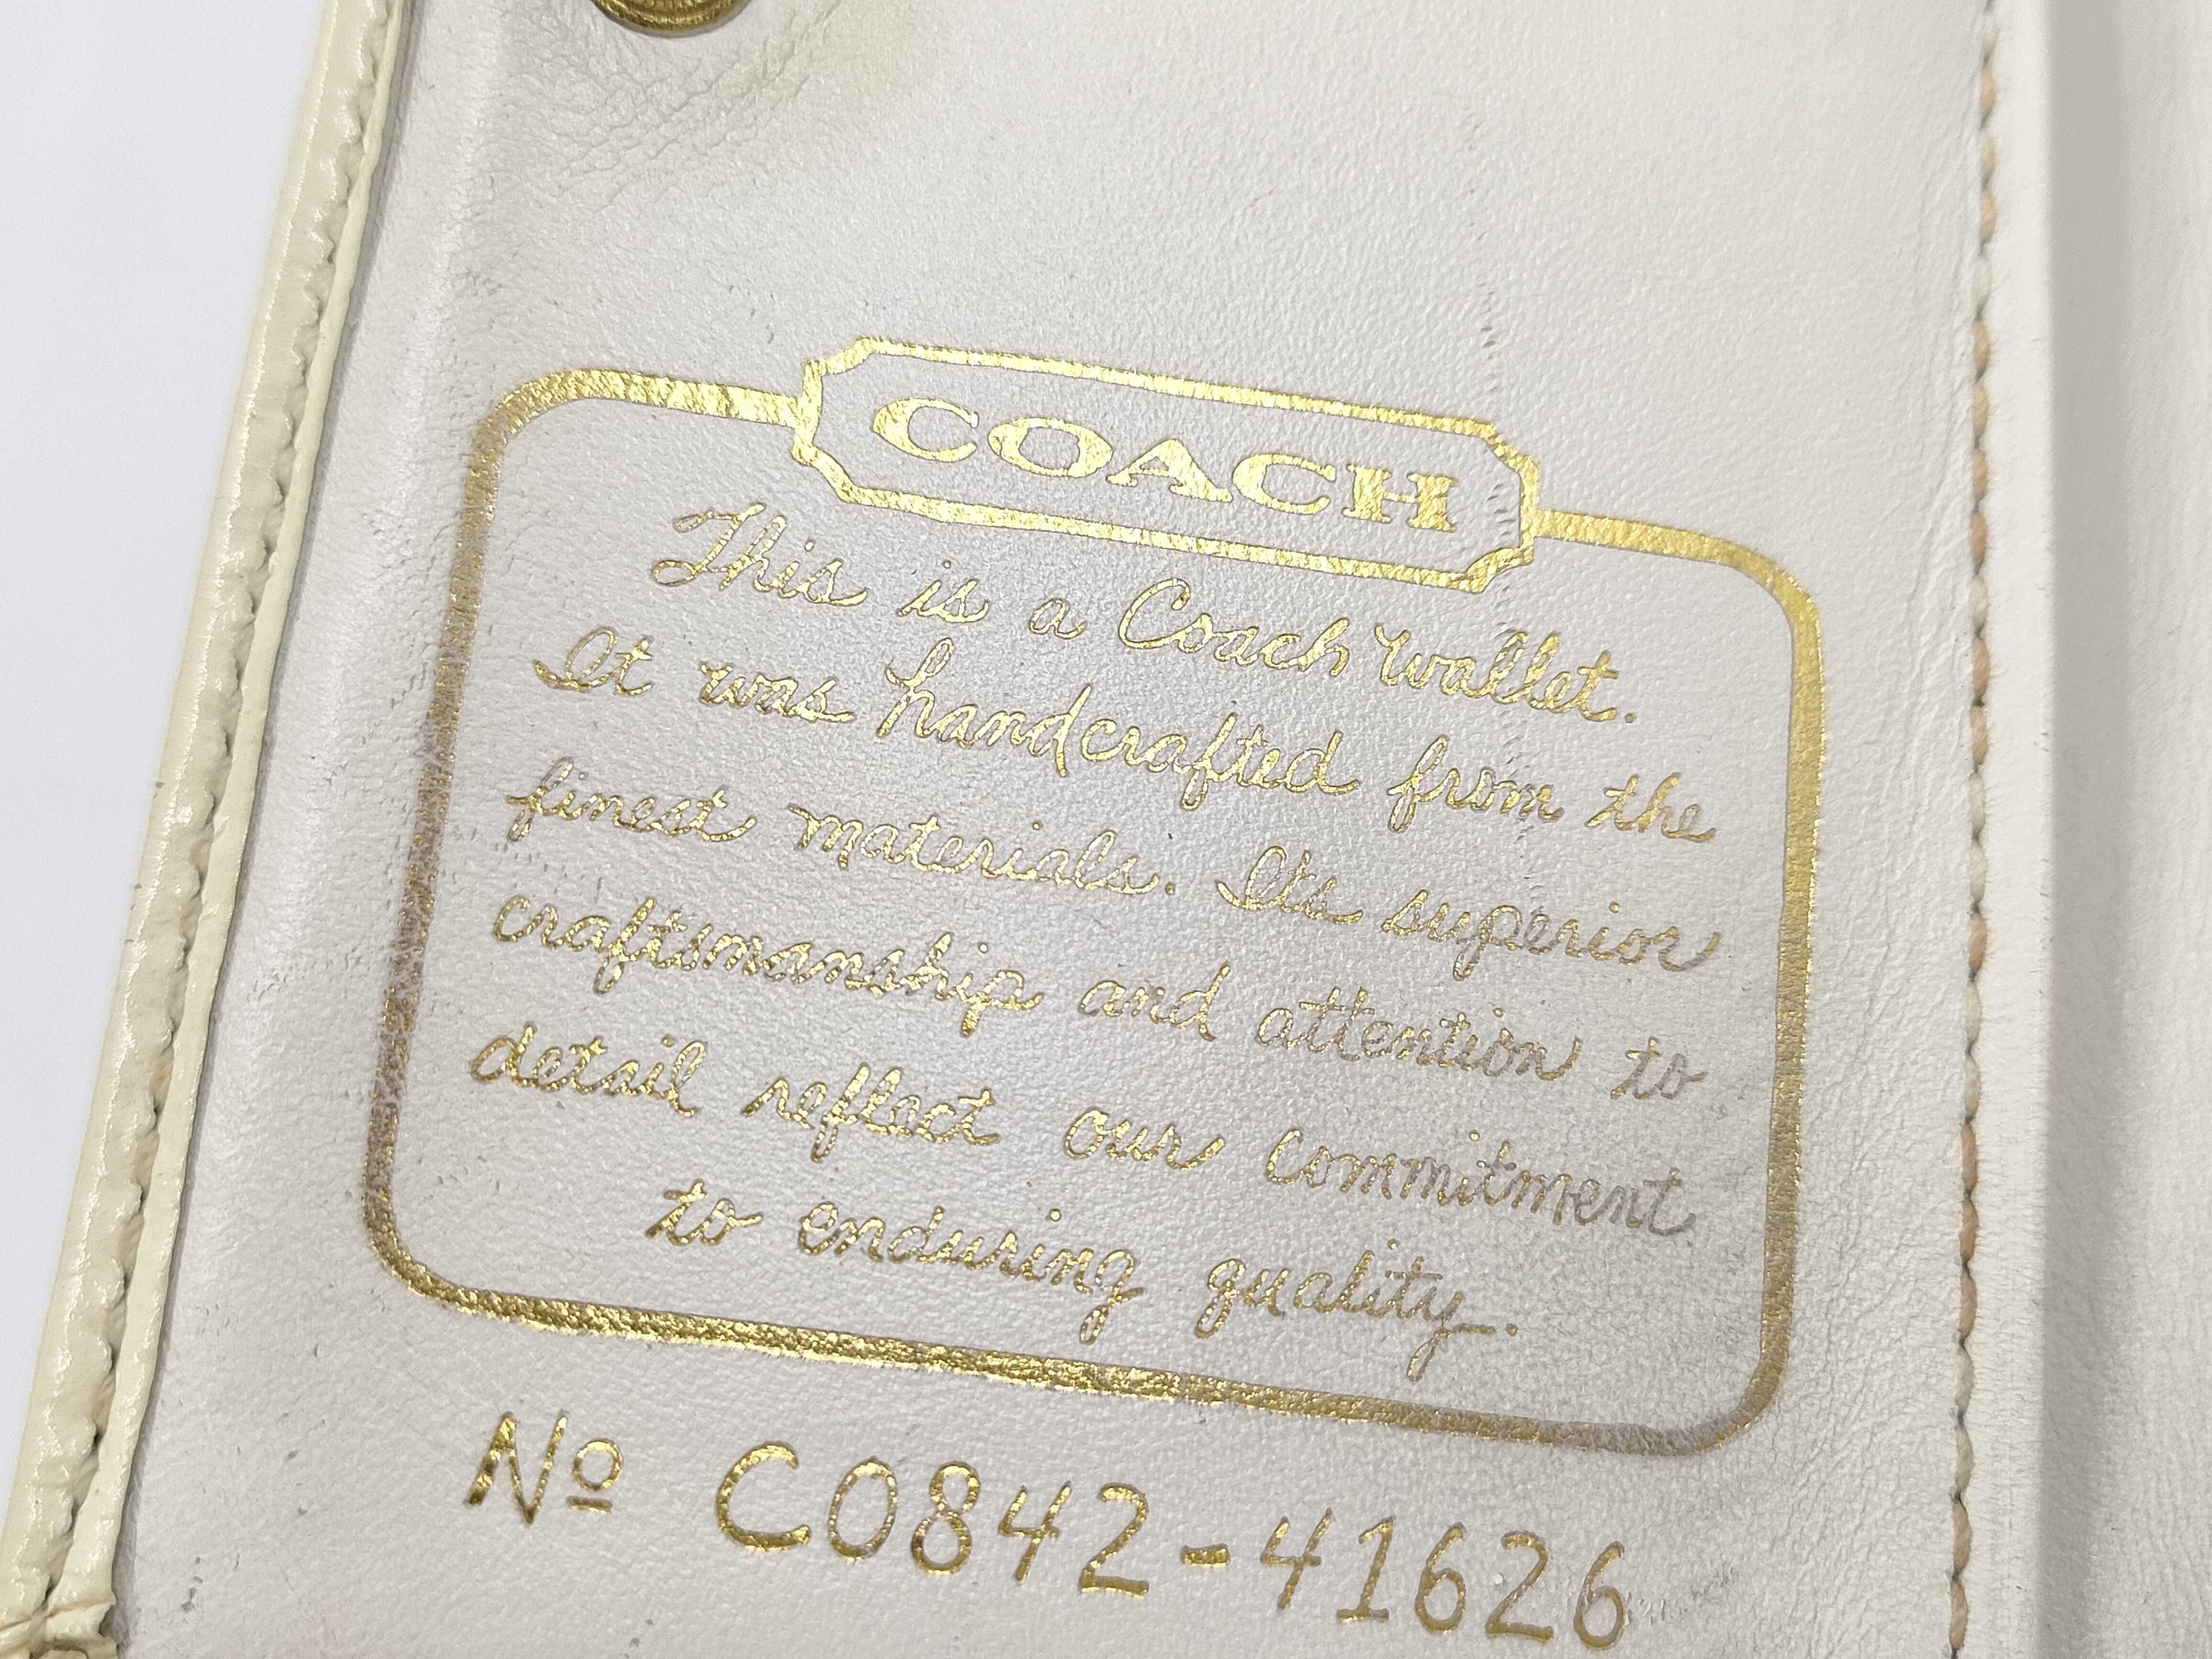 COACH
This is a Coach wallet.
It was handcrafted from the
finest materials. Its superior
craftsmanship and attention to
detail reflect our commitment
to enduring quality.
Nº C0842-41626